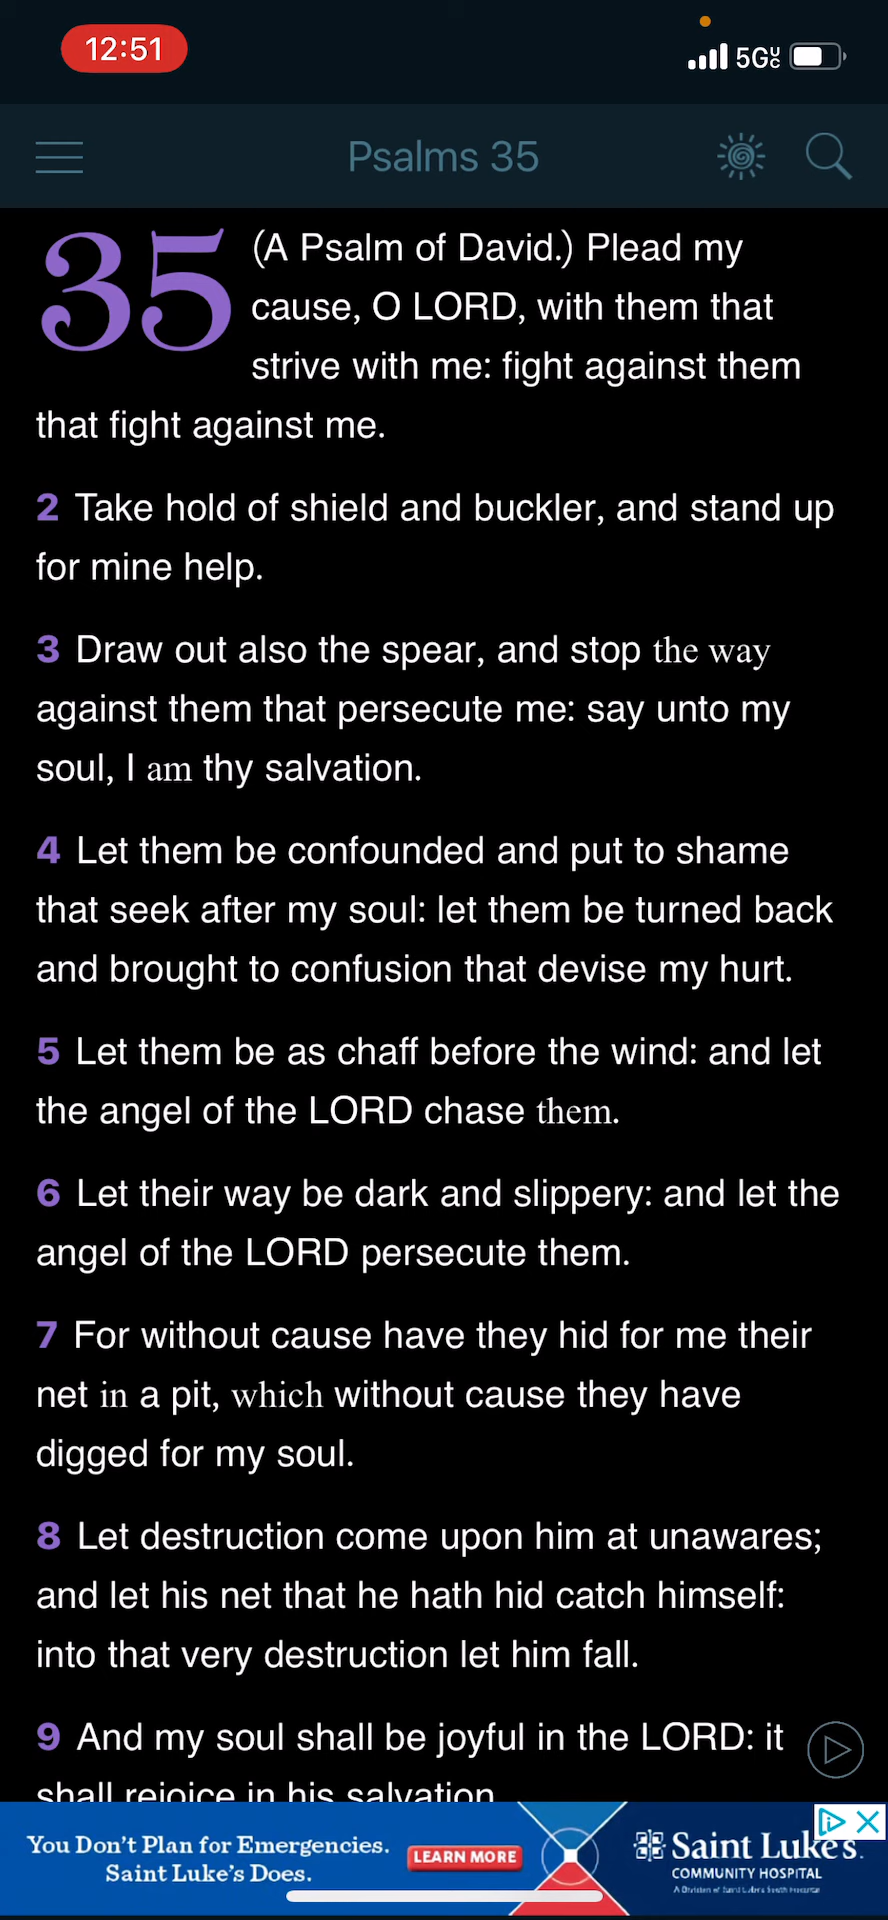 12:51
5G UC
Psalms 35
35 (A Psalm of David.) Plead my
cause, O LORD, with them that
strive with me: fight against them
that fight against me.
2 Take hold of shield and buckler, and stand up
for mine help.
3 Draw out also the spear, and stop the way
against them that persecute me: say unto my
soul, I am thy salvation.
4 Let them be confounded and put to shame
that seek after my soul: let them be turned back
and brought to confusion that devise my hurt.
5 Let them be as chaff before the wind: and let
the angel of the LORD chase them.
6 Let their way be dark and slippery: and let the
angel of the LORD persecute them.
7 For without cause have they hid for me their
net in a pit, which without cause they have
digged for my soul.
8 Let destruction come upon him at unawares;
and let his net that he hath hid catch himself:
into that very destruction let him fall.
9 And my soul shall be joyful in the LORD: it
shall rejoice in his salvation
You Don't Plan for Emergencies.
Saint Luke's Does.
LEARN MORE
Saint Luke's
COMMUNITY HOSPITAL
A Division of Saint Luke's